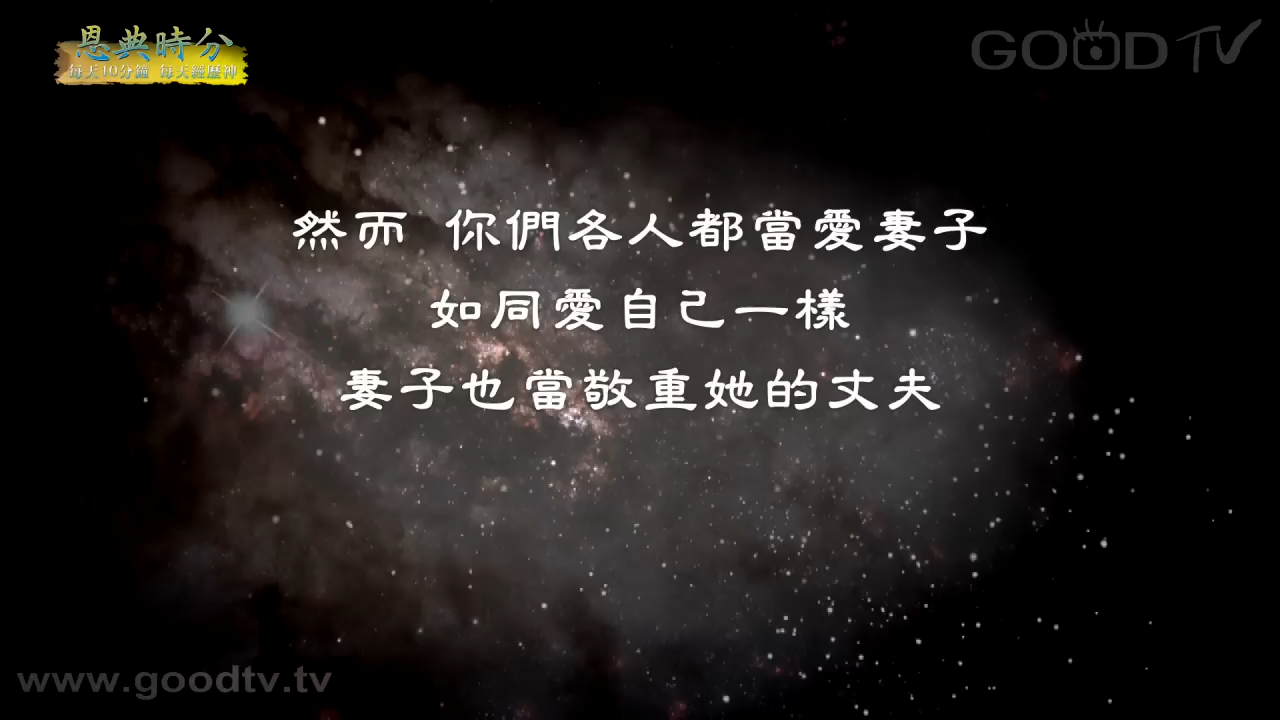 恩典時分
每天10分鐘 每天經歷神
GOOD TV
然而 你們各人都當愛妻子
如同愛自己一樣
妻子也當敬重她的丈夫
www.goodtv.tv